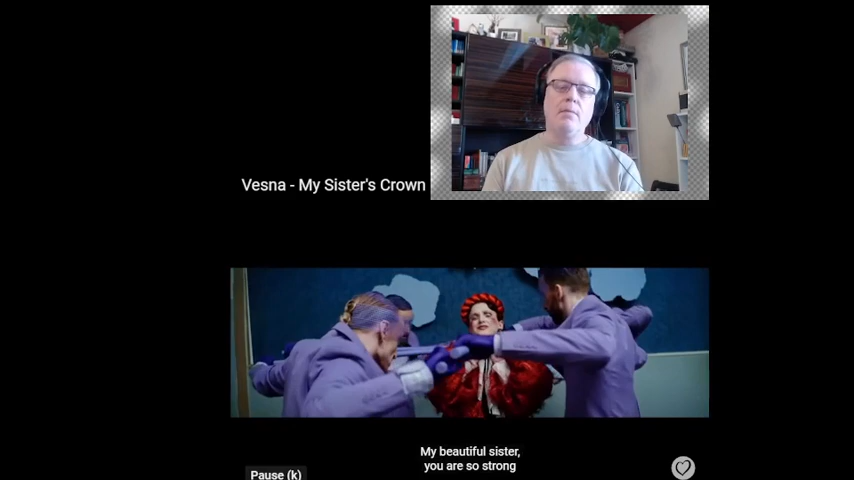 Vesna - My Sister's Crown
My beautiful sister,
you are so strong
Pause (k)